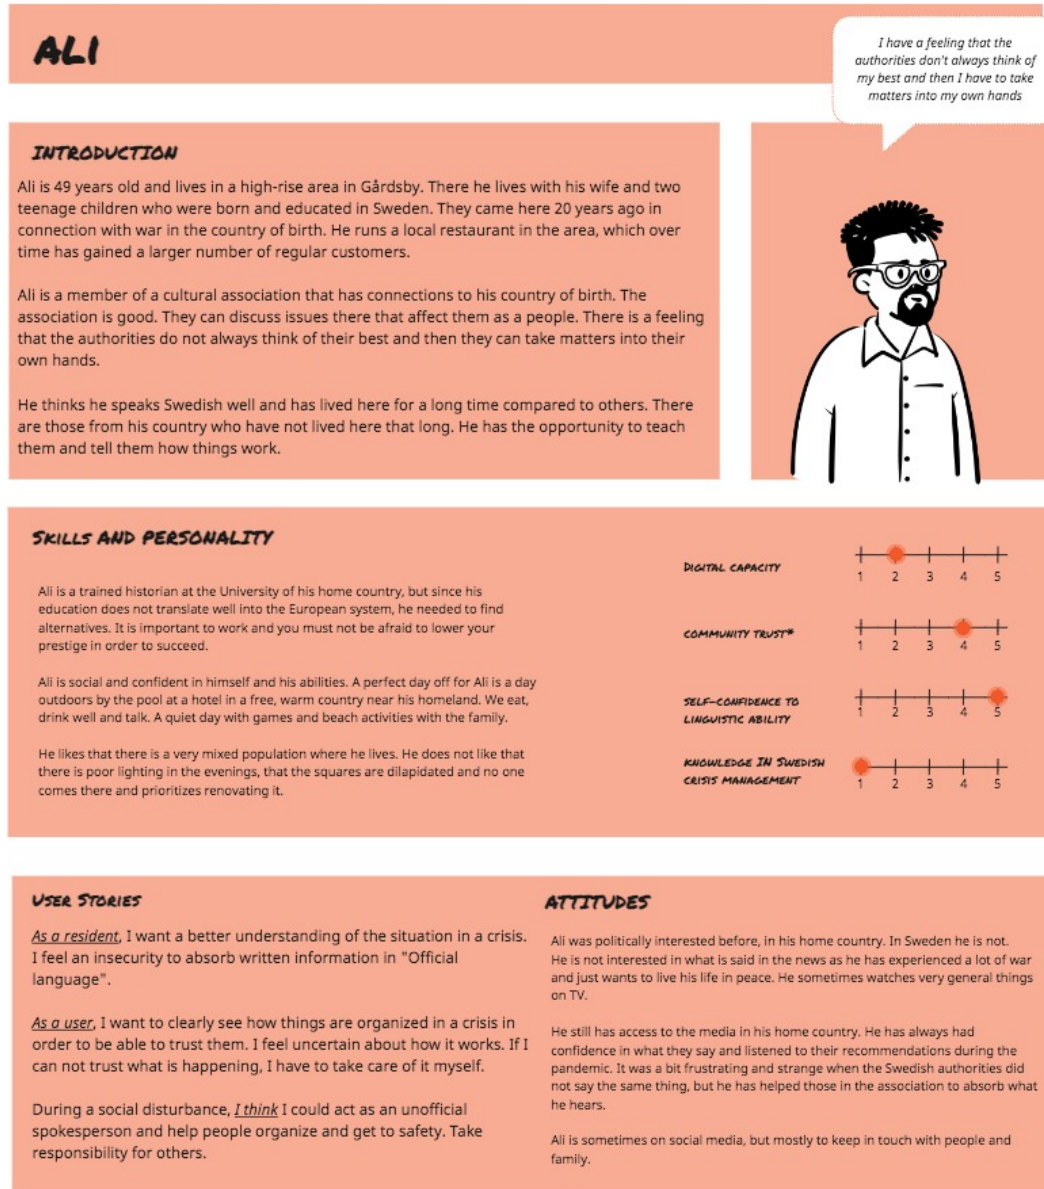 ALI
I have a feeling that the
authorities don't always think of
my best and then I have to take
matters into my own hands
INTRODUCTION
Ali is 49 years old and lives in a high-rise area in Gårdsby. There he lives with his wife and two
teenage children who were born and educated in Sweden. They came here 20 years ago in
connection with war in the country of birth. He runs a local restaurant in the area, which over
time has gained a larger number of regular customers.
Ali is a member of a cultural association that has connections to his country of birth. The
association is good. They can discuss issues there that affect them as a people. There is a feeling
that the authorities do not always think of their best and then they can take matters into their
own hands.
He thinks he speaks Swedish well and has lived here for a long time compared to others. There
are those from his country who have not lived here that long. He has the opportunity to teach
them and tell them how things work.
SKILLS AND PERSONALITY
Ali is a trained historian at the University of his home country, but since his
education does not translate well into the European system, he needed to find
alternatives. It is important to work and you must not be afraid to lower your
prestige in order to succeed.
Ali is social and confident in himself and his abilities. A perfect day off for Ali is a day
outdoors by the pool at a hotel in a free, warm country near his homeland. We eat,
drink well and talk. A quiet day with games and beach activities with the family.
He likes that there is a very mixed population where he lives. He does not like that
there is poor lighting in the evenings, that the squares are dilapidated and no one
comes there and prioritizes renovating it.
DIGITAL CAPACITY
1 2 3 4 5
COMMUNITY TRUST*
1 2 3 4 5
SELF-CONFIDENCE TO
LINGUISTIC ABILITY
1 2 3 4 5
KNOWLEDGE IN SWEDISH
CRISIS MANAGEMENT
1 2 3 4 5
USER STORIES
As a resident, I want a better understanding of the situation in a crisis.
I feel an insecurity to absorb written information in "Official
language".
As a user, I want to clearly see how things are organized in a crisis in
order to be able to trust them. I feel uncertain about how it works. If I
can not trust what is happening, I have to take care of it myself.
During a social disturbance, I think I could act as an unofficial
spokesperson and help people organize and get to safety. Take
responsibility for others.
ATTITUDES
Ali was politically interested before, in his home country. In Sweden he is not.
He is not interested in what is said in the news as he has experienced a lot of war
and just wants to live his life in peace. He sometimes watches very general things
on TV.
He still has access to the media in his home country. He has always had
confidence in what they say and listened to their recommendations during the
pandemic. It was a bit frustrating and strange when the Swedish authorities did
not say the same thing, but he has helped those in the association to absorb what
he hears.
Ali is sometimes on social media, but mostly to keep in touch with people and
family.